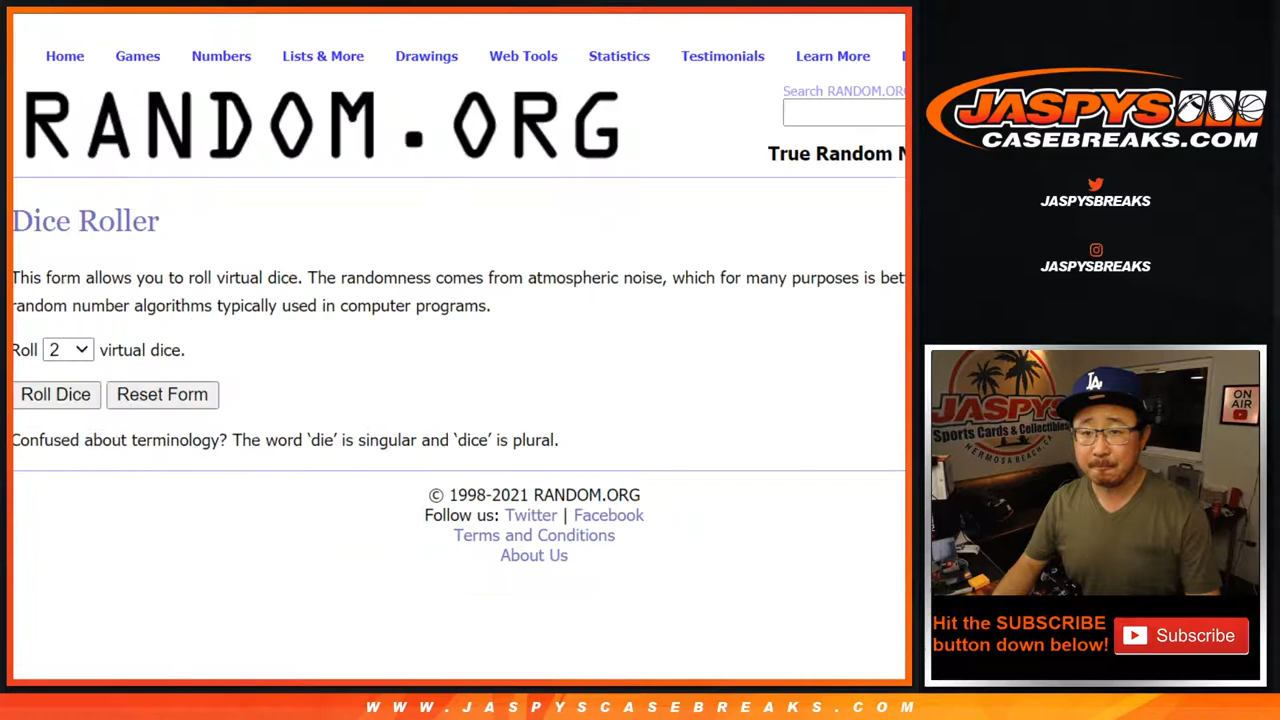 Home Games Numbers Lists & More Drawings Web Tools Statistics Testimonials Learn More
RANDOM.ORG
Search RANDOM.OR
True Random N
Dice Roller
This form allows you to roll virtual dice. The randomness comes from atmospheric noise, which for many purposes is bet
random number algorithms typically used in computer programs.
Roll 2 virtual dice.
Roll Dice Reset Form
Confused about terminology? The word ‘die’ is singular and ‘dice’ is plural.
© 1998-2021 RANDOM.ORG
Follow us: Twitter | Facebook
Terms and Conditions
About Us
JASPYS
CASEBREAKS.COM
JASPYSBREAKS
JASPYSBREAKS
JASPYS
Sports Cards & Collectibles
HERMOSA BEACH, CA
LA
ON
AIR
Hit the SUBSCRIBE
button down below!
Subscribe
WWW.JASPYSCASEBREAKS.COM